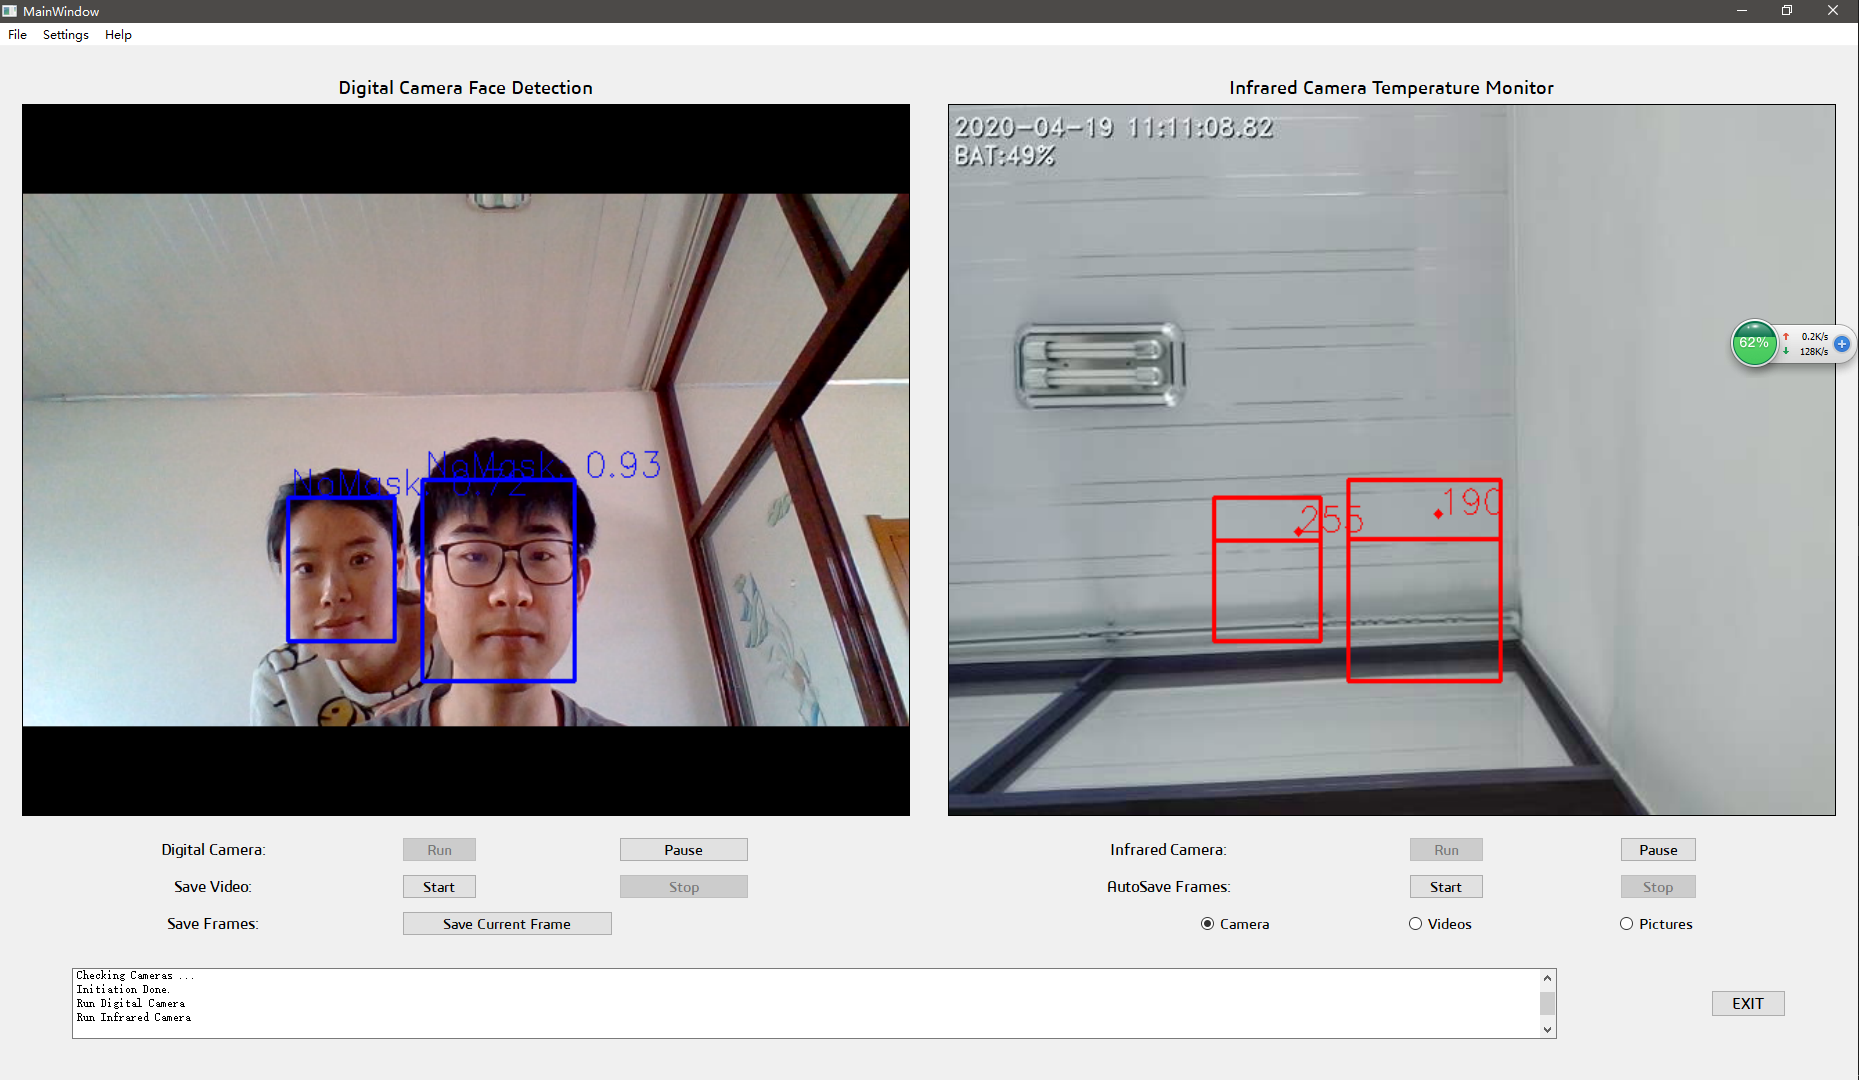 MainWindow
File Settings Help
Digital Camera Face Detection
Infrared Camera Temperature Monitor
2020-04-19 11:11:08.82
BAT:49%
62%
0.2K/s
128K/s
NoMask: 0.93
NoMask: 0.72
255
190
Digital Camera: Run Pause
Save Video: Start Stop
Save Frames: Save Current Frame
Infrared Camera: Run Pause
AutoSave Frames: Start Stop
Camera Videos Pictures
Checking Cameras ...
Initiation Done.
Run Digital Camera
Run Infrared Camera
EXIT